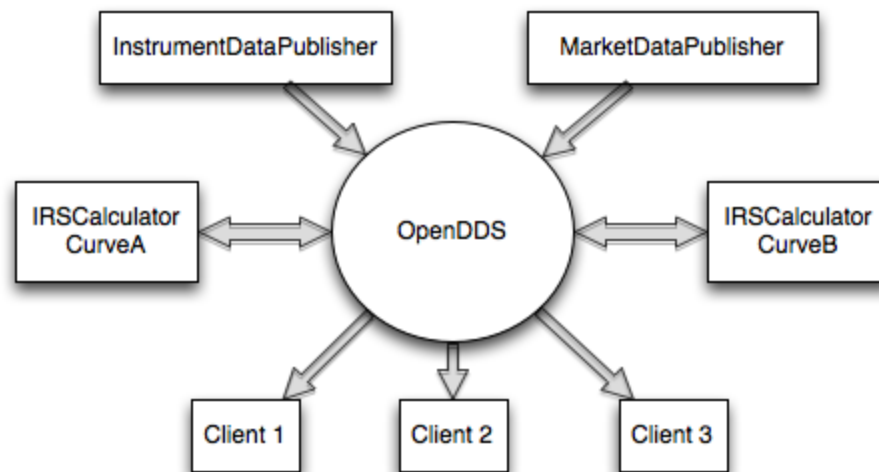 InstrumentDataPublisher
MarketDataPublisher
IRSCalculator
CurveA
OpenDDS
IRSCalculator
CurveB
Client 1
Client 2
Client 3